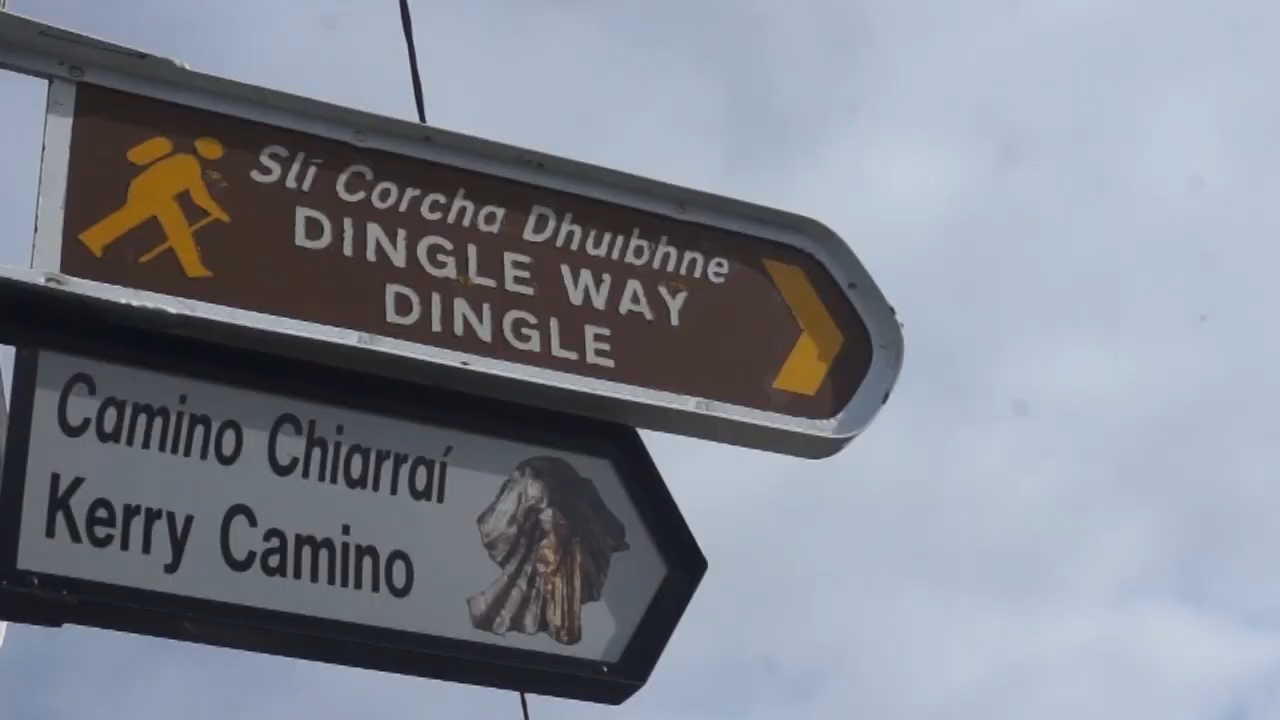 Slí Corcha Dhuibhne
DINGLE WAY
DINGLE
Camino Chiarraí
Kerry Camino